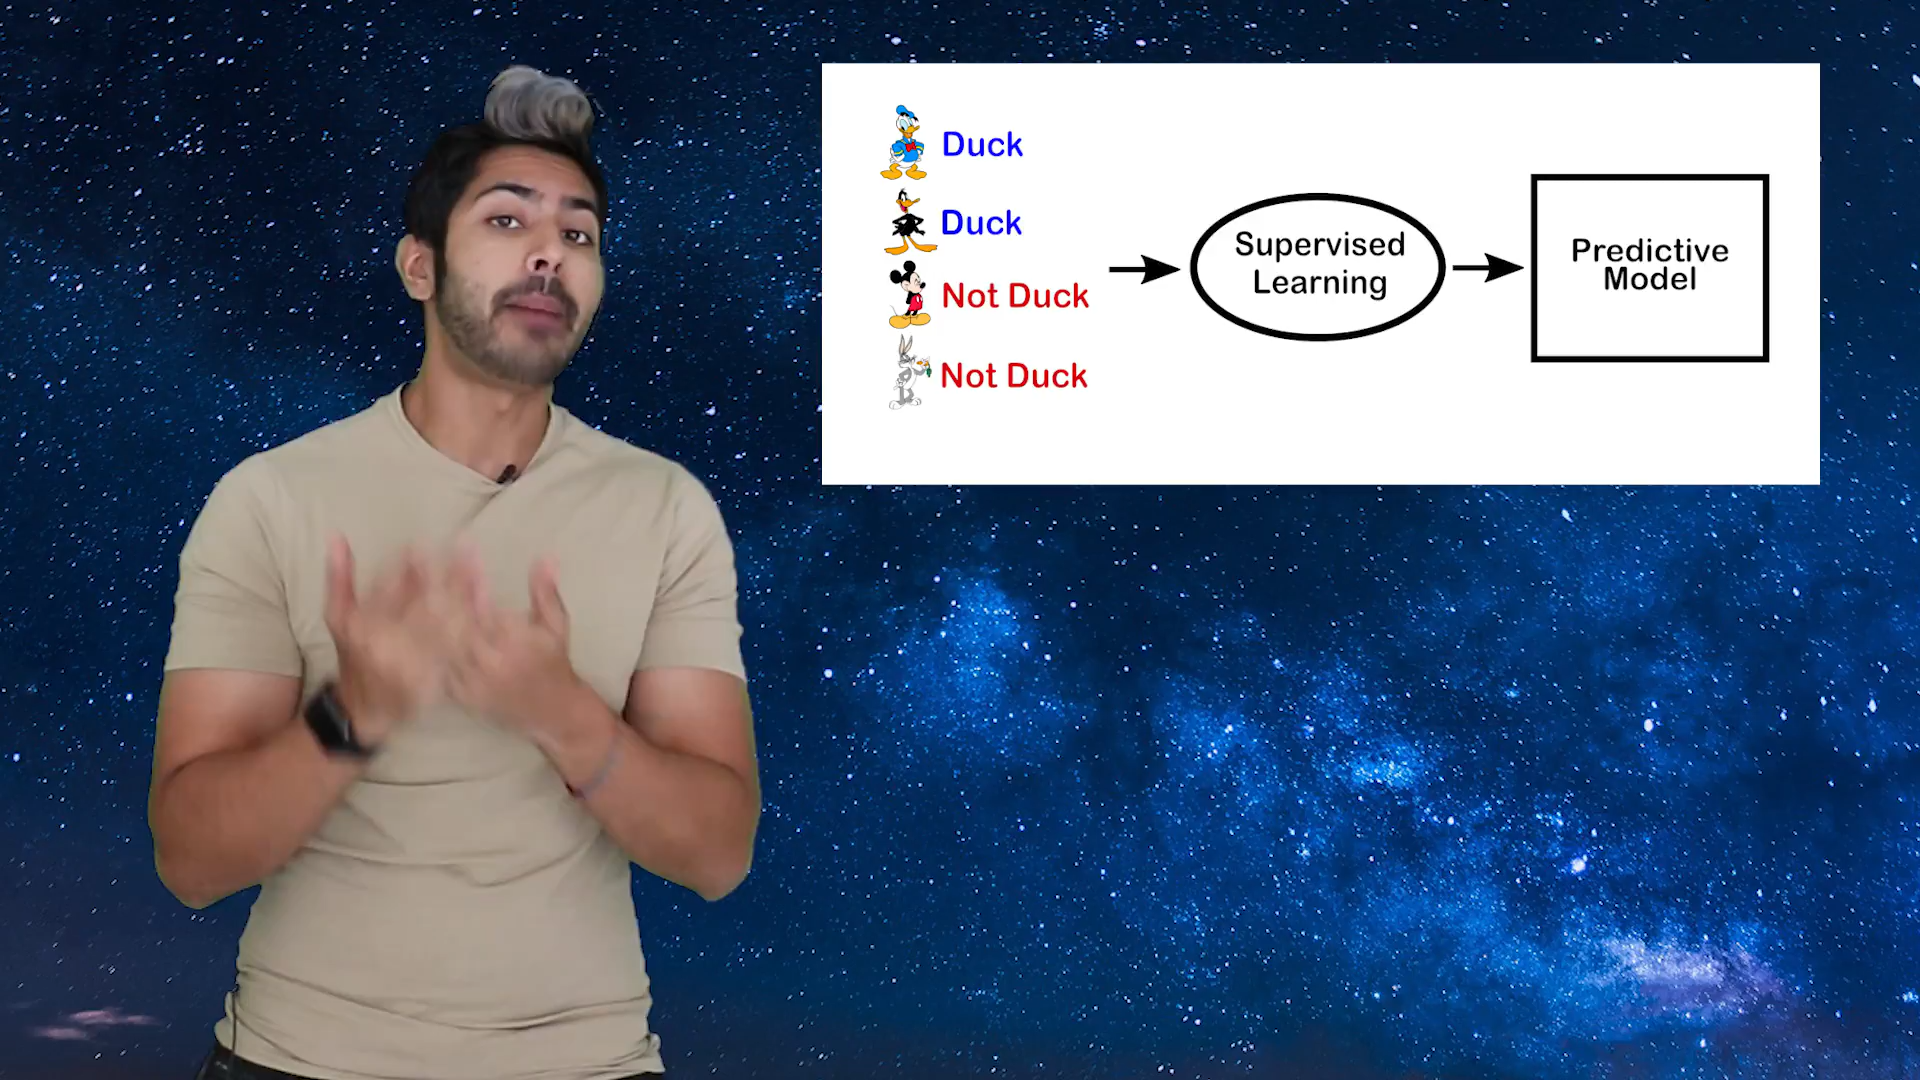 Duck
Duck
Not Duck
Not Duck
Supervised
Learning
Predictive
Model